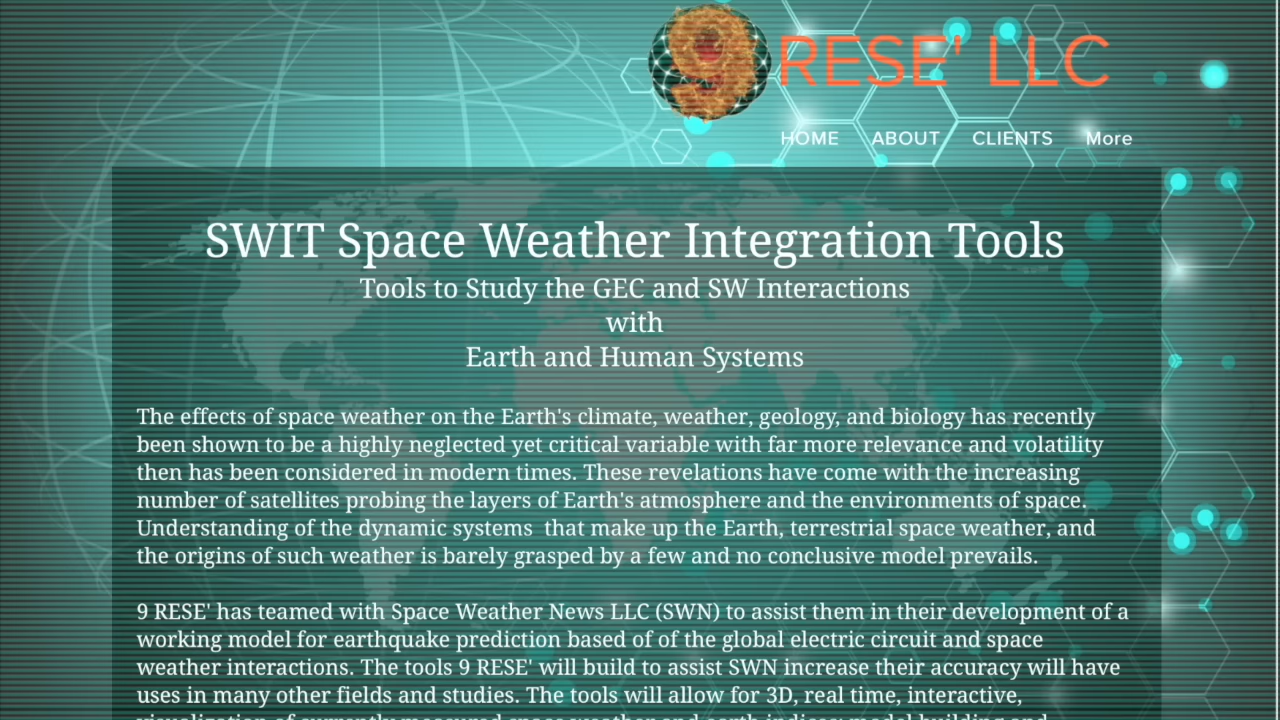 9 RESE' LLC
HOME ABOUT CLIENTS More
SWIT Space Weather Integration Tools
Tools to Study the GEC and SW Interactions
with
Earth and Human Systems
The effects of space weather on the Earth's climate, weather, geology, and biology has recently
been shown to be a highly neglected yet critical variable with far more relevance and volatility
then has been considered in modern times. These revelations have come with the increasing
number of satellites probing the layers of Earth's atmosphere and the environments of space.
Understanding of the dynamic systems  that make up the Earth, terrestrial space weather, and
the origins of such weather is barely grasped by a few and no conclusive model prevails.
9 RESE' has teamed with Space Weather News LLC (SWN) to assist them in their development of a
working model for earthquake prediction based of of the global electric circuit and space
weather interactions. The tools 9 RESE' will build to assist SWN increase their accuracy will have
uses in many other fields and studies. The tools will allow for 3D, real time, interactive,